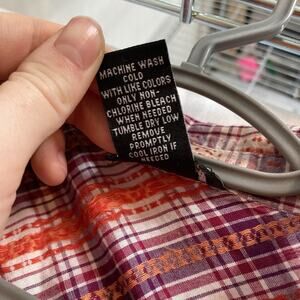 MACHINE WASH
COLD
WITH LIKE COLORS
ONLY NON-
CHLORINE BLEACH
WHEN NEEDED
TUMBLE DRY LOW
REMOVE
PROMPTLY
COOL IRON IF
NEEDED